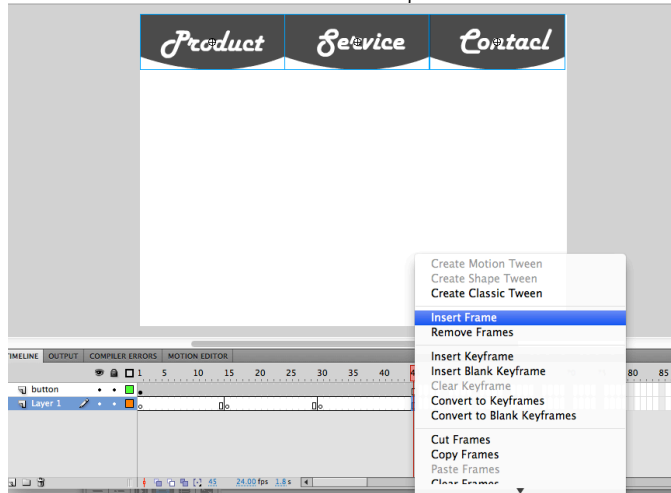 Product Service Contacl
Create Motion Tween
Create Shape Tween
Create Classic Tween
Insert Frame
Remove Frames
Insert Keyframe
Insert Blank Keyframe
Clear Keyframe
Convert to Keyframes
Convert to Blank Keyframes
Cut Frames
Copy Frames
Paste Frames
Clear Frames
TIMELINE OUTPUT COMPILER ERRORS MOTION EDITOR
1 5 10 15 20 25 30 35 40 80 85
button
Layer 1
45 24.00 fps 1.8 s